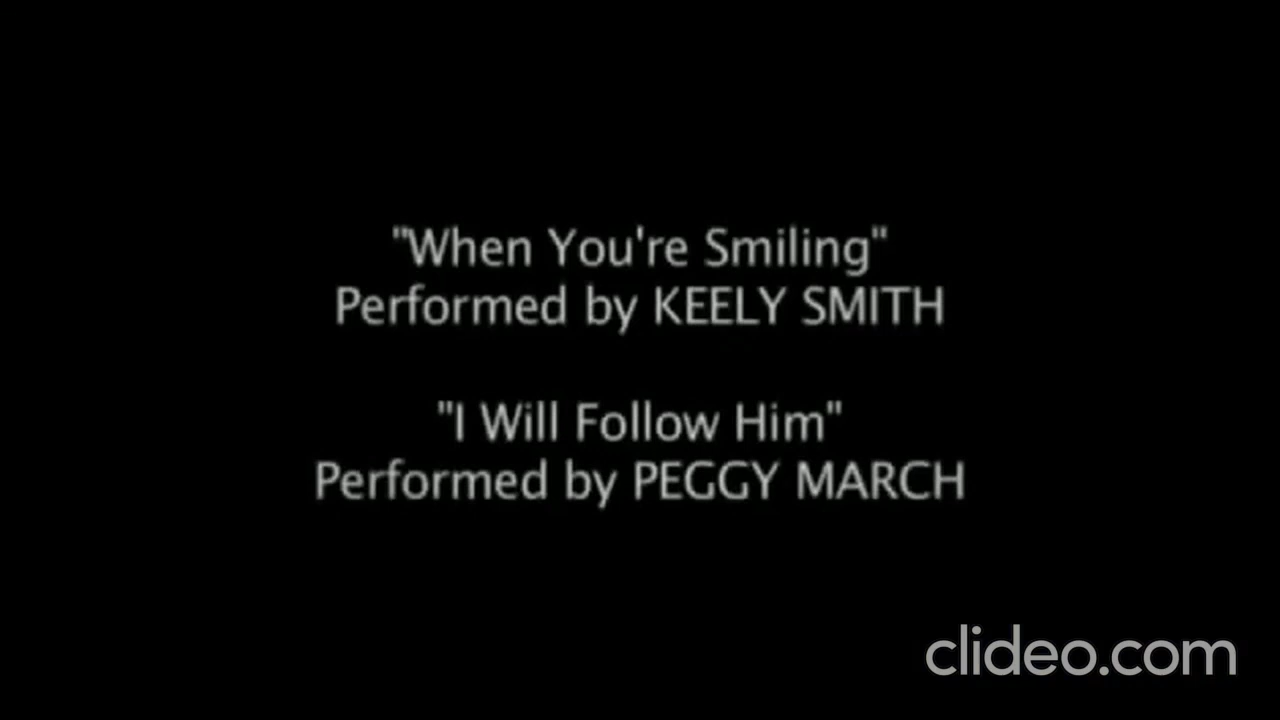 "When You're Smiling"
Performed by KEELY SMITH
"I Will Follow Him"
Performed by PEGGY MARCH
clideo.com